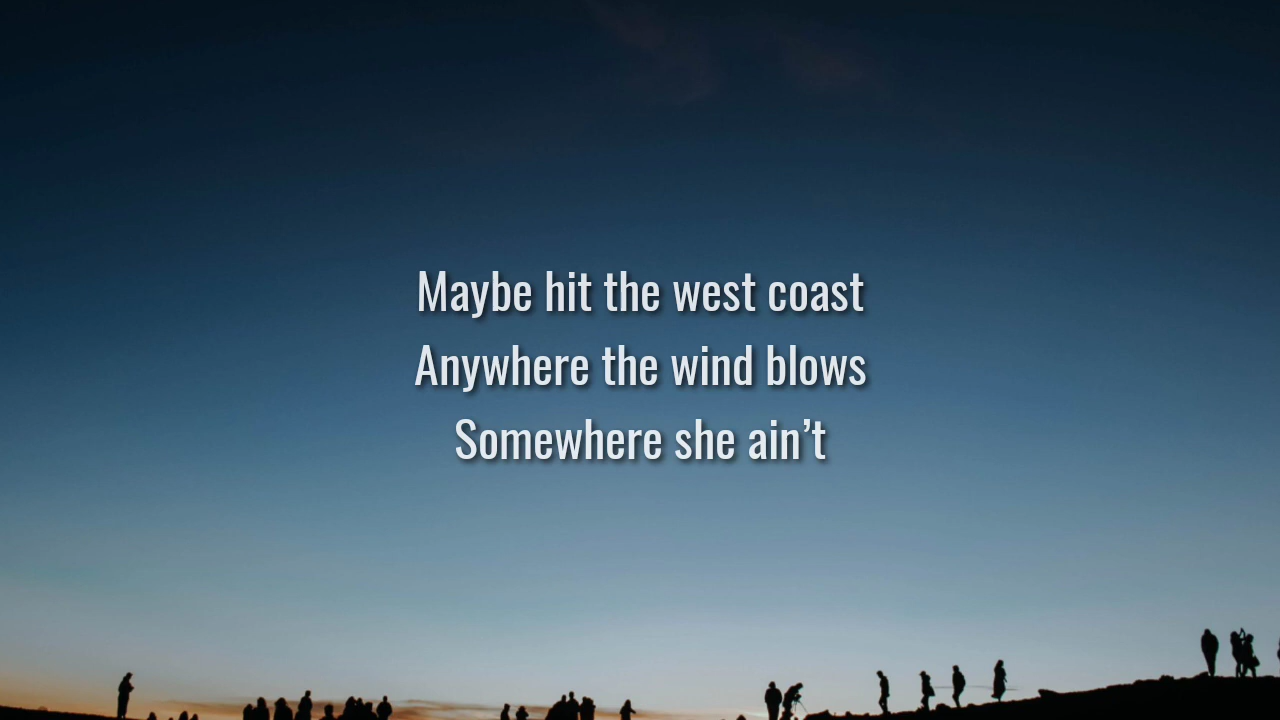 Maybe hit the west coast
Anywhere the wind blows
Somewhere she ain’t